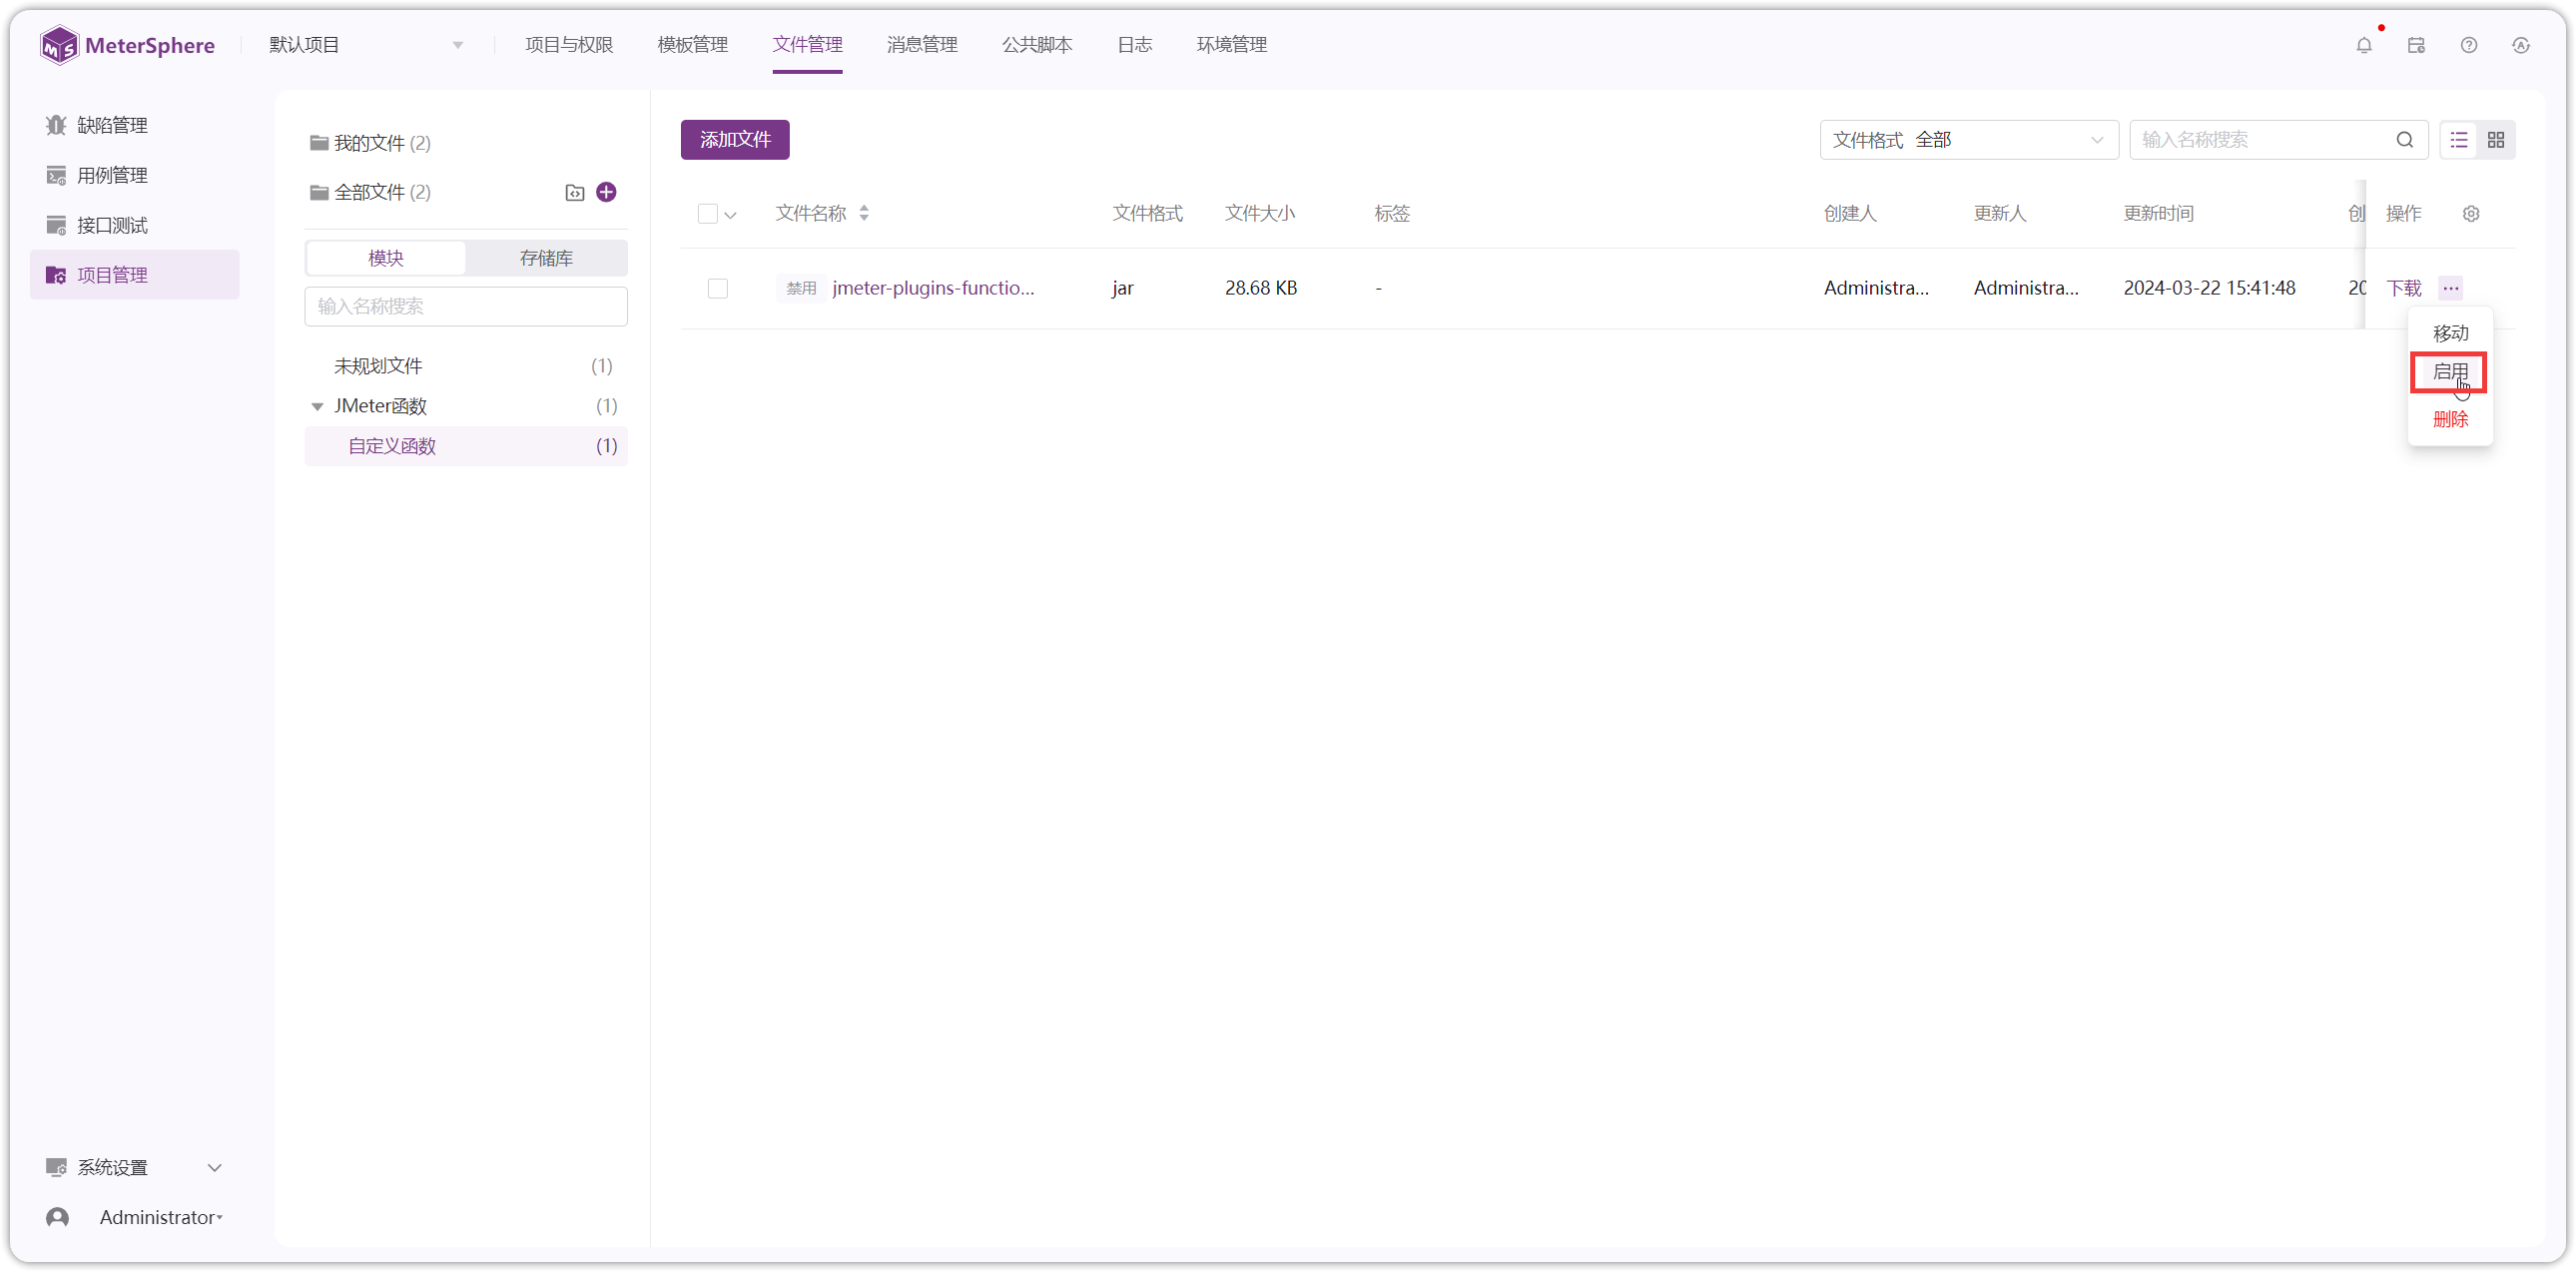 MeterSphere 默认项目 项目与权限 模板管理 文件管理 消息管理 公共脚本 日志 环境管理
缺陷管理
用例管理
接口测试
项目管理
系统设置
Administrator
我的文件 (2)
全部文件 (2)
模块 存储库
输入名称搜索
未规划文件 (1)
JMeter函数 (1)
自定义函数 (1)
添加文件 文件格式 全部 输入名称搜索
文件名称 文件格式 文件大小 标签 创建人 更新人 更新时间 创 操作
禁用 jmeter-plugins-functio... jar 28.68 KB - Administra... Administra... 2024-03-22 15:41:48 20 下载 ...
移动
启用
删除